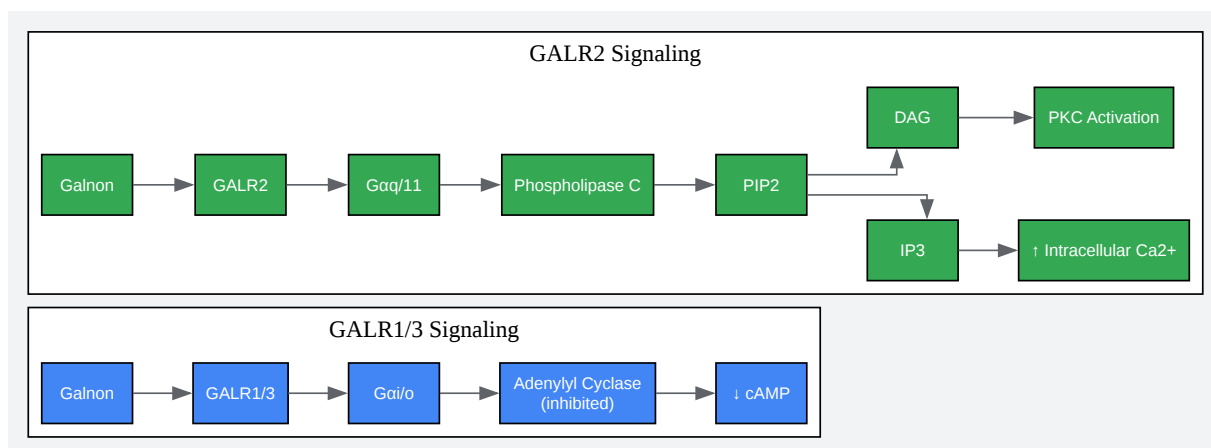 GALR2 Signaling
DAG
PKC Activation
Galnon
GALR2
Gαq/11
Phospholipase C
PIP2
IP3
↑ Intracellular Ca2+
GALR1/3 Signaling
Galnon
GALR1/3
Gαi/o
Adenylyl Cyclase
(inhibited)
↓ cAMP